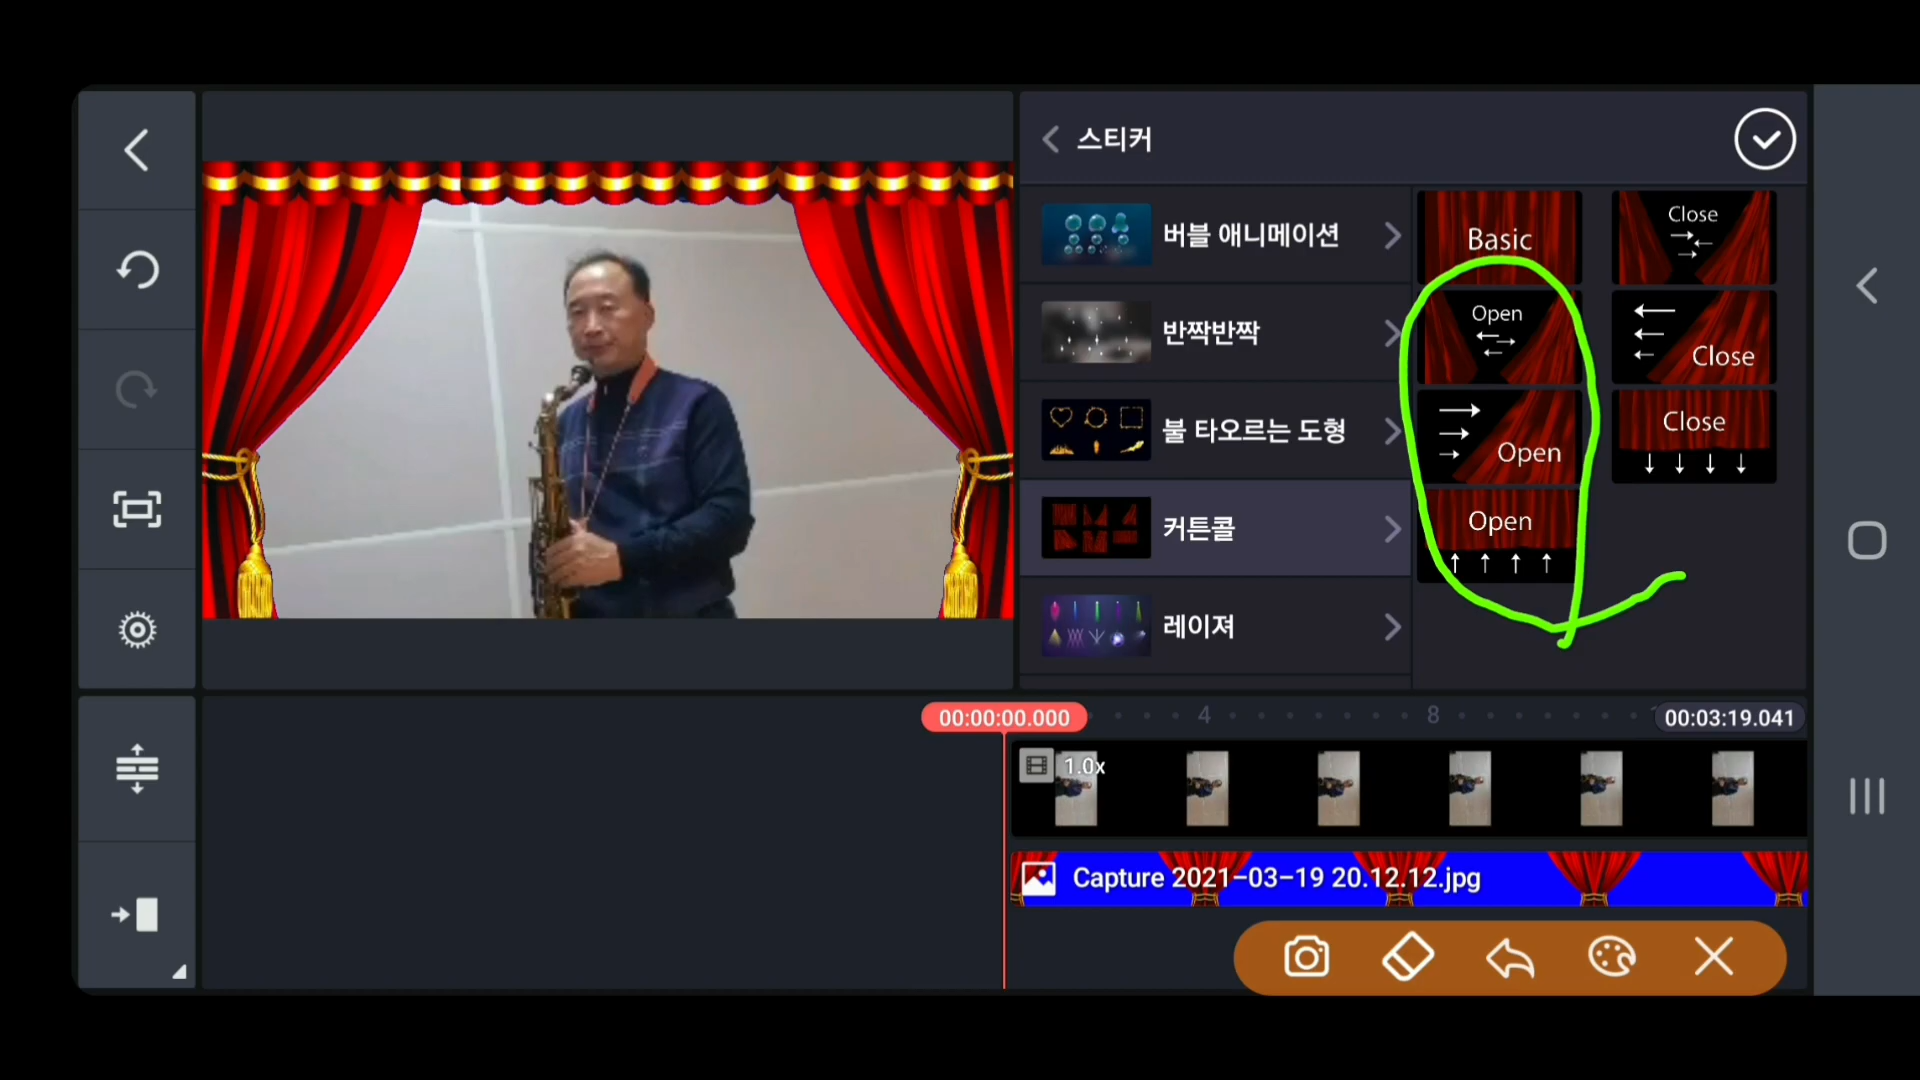 스티커
버블 애니메이션
반짝반짝
불 타오르는 도형
커튼콜
레이져
Basic
Close
Open
Close
Open
Close
Open
00:00:00.000
4
8
00:03:19.041
1.0x
Capture 2021-03-19 20.12.12.jpg